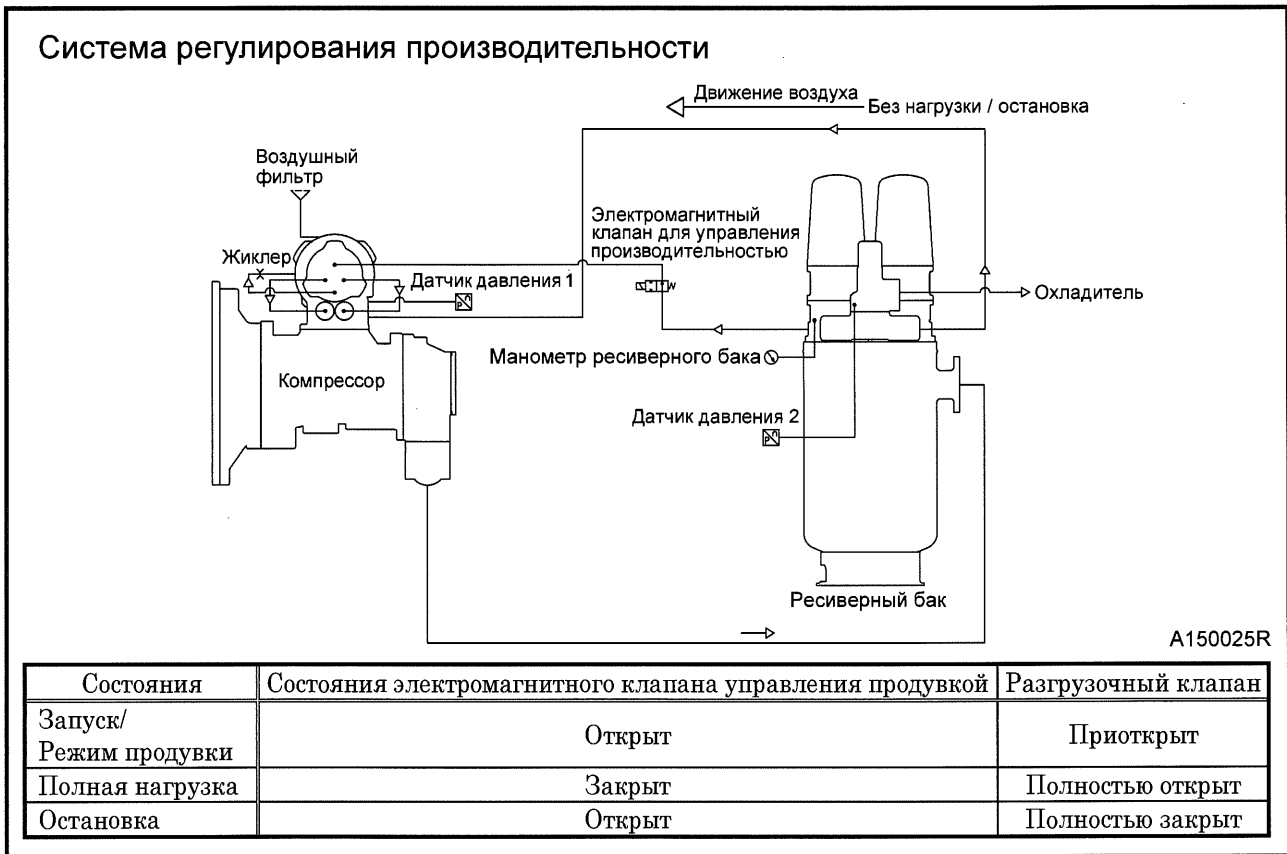 Система регулирования производительности
Движение воздуха
Без нагрузки / остановка
Воздушный
фильтр
Электромагнитный
клапан для управления
производительностью
Жиклер
Датчик давления 1
Охладитель
Манометр ресиверного бака
Компрессор
Датчик давления 2
Ресиверный бак
A150025R
Состояния Состояния электромагнитного клапана управления продувкой Разгрузочный клапан
Запуск/
Режим продувки Открыт Приоткрыт
Полная нагрузка Закрыт Полностью открыт
Остановка Открыт Полностью закрыт